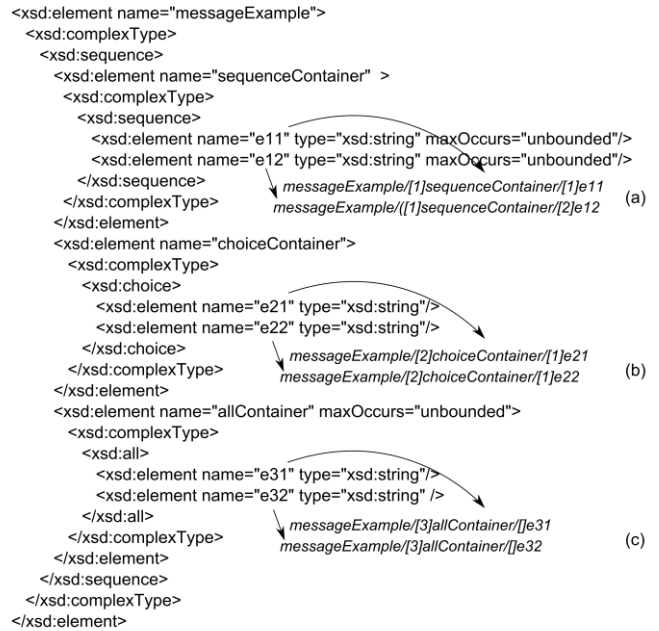 <xsd:element name="messageExample">
<xsd:complexType>
<xsd:sequence>
<xsd:element name="sequenceContainer" >
<xsd:complexType>
<xsd:sequence>
<xsd:element name="e11" type="xsd:string" maxOccurs="unbounded"/>
<xsd:element name="e12" type="xsd:string" maxOccurs="unbounded"/>
</xsd:sequence>
messageExample/[1]sequenceContainer/[1]e11
(a)
</xsd:complexType>
messageExample/([1]sequenceContainer/[2]e12
</xsd:element>
<xsd:element name="choiceContainer">
<xsd:complexType>
<xsd:choice>
<xsd:element name="e21" type="xsd:string"/>
<xsd:element name="e22" type="xsd:string"/>
</xsd:choice>
messageExample/[2]choiceContainer/[1]e21
(b)
</xsd:complexType>
messageExample/[2]choiceContainer/[1]e22
</xsd:element>
<xsd:element name="allContainer" maxOccurs="unbounded">
<xsd:complexType>
<xsd:all>
<xsd:element name="e31" type="xsd:string"/>
<xsd:element name="e32" type="xsd:string" />
</xsd:all>
messageExample/[3]allContainer/[]e31
(c)
</xsd:complexType>
messageExample/[3]allContainer/[]e32
</xsd:element>
</xsd:sequence>
</xsd:complexType>
</xsd:element>